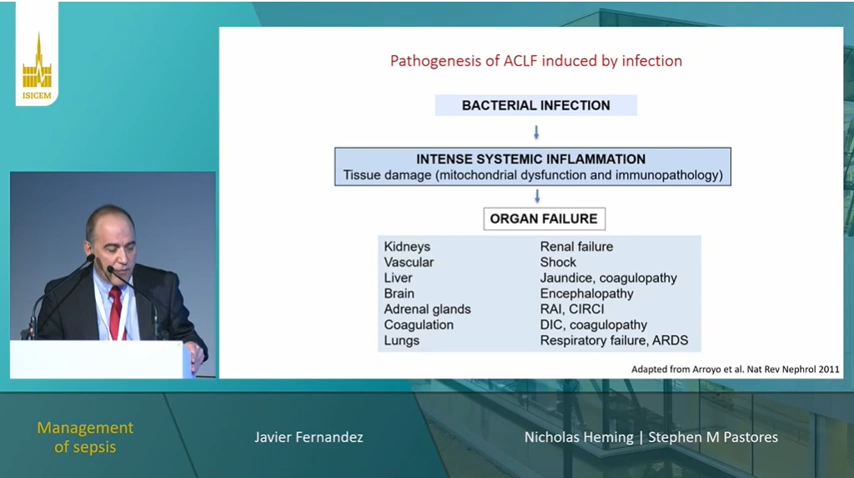 ISICEM
Pathogenesis of ACLF induced by infection
BACTERIAL INFECTION
INTENSE SYSTEMIC INFLAMMATION
Tissue damage (mitochondrial dysfunction and immunopathology)
ORGAN FAILURE
Kidneys Renal failure
Vascular Shock
Liver Jaundice, coagulopathy
Brain Encephalopathy
Adrenal glands RAI, CIRCI
Coagulation DIC, coagulopathy
Lungs Respiratory failure, ARDS
Adapted from Arroyo et al. Nat Rev Nephrol 2011
Management
of sepsis
Javier Fernandez
Nicholas Heming | Stephen M Pastores